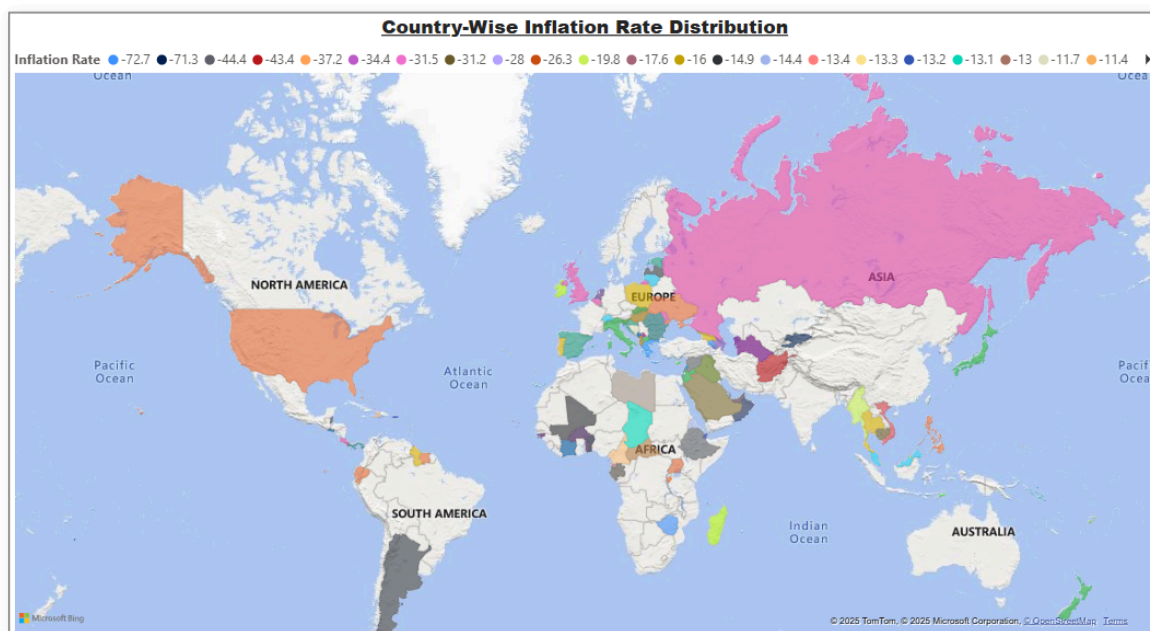 Country-Wise Inflation Rate Distribution
Inflation Rate -72.7 -71.3 -44.4 -43.4 -37.2 -34.4 -31.5 -31.2 -28 -26.3 -19.8 -17.6 -16 -14.9 -14.4 -13.4 -13.3 -13.2 -13.1 -13 -11.7 -11.4
Ocean
Ocea
NORTH AMERICA
EUROPE
ASIA
Pacific
Ocean
Atlantic
Ocean
Pacif
Ocea
AFRICA
SOUTH AMERICA
Indian
Ocean
AUSTRALIA
Microsoft Bing
© 2025 TomTom, © 2025 Microsoft Corporation, © OpenStreetMap Terms